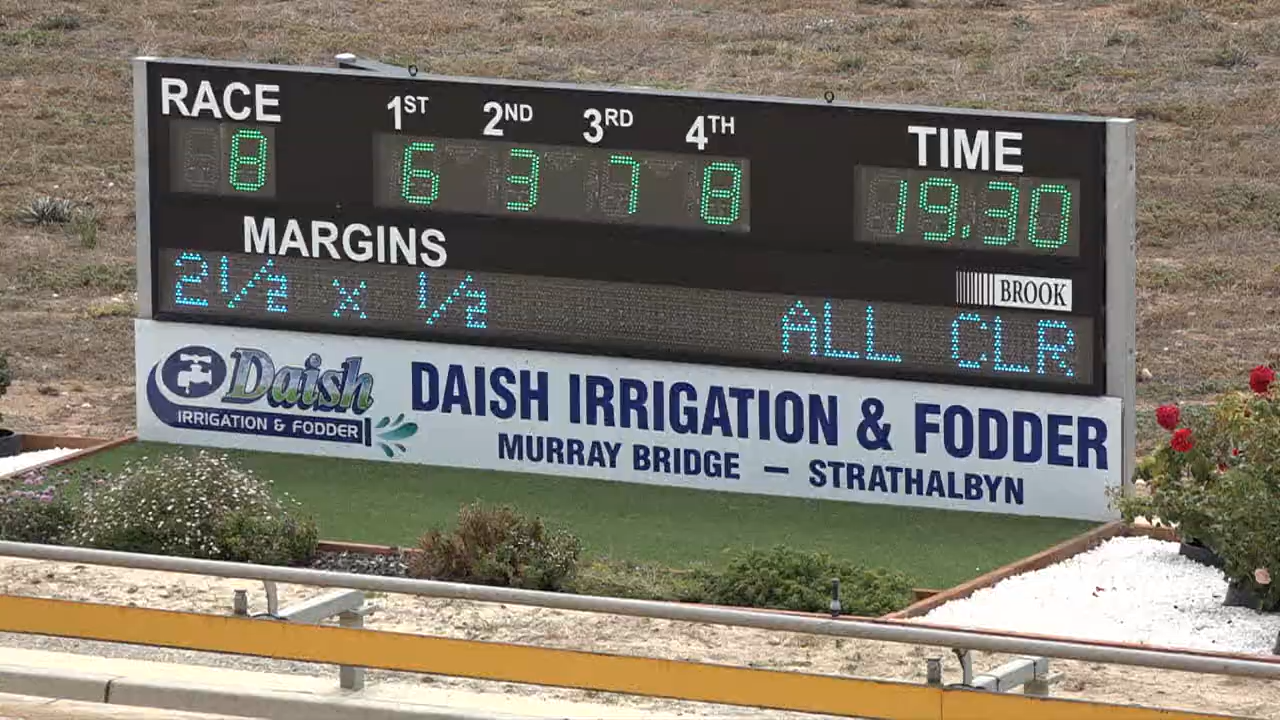 RACE 1ST 2ND 3RD 4TH TIME
8 6 3 7 8 19.30
MARGINS
BROOK
2 1/2 x 1/2 ALL CLR
Daish
IRRIGATION & FODDER
DAISH IRRIGATION & FODDER
MURRAY BRIDGE – STRATHALBYN